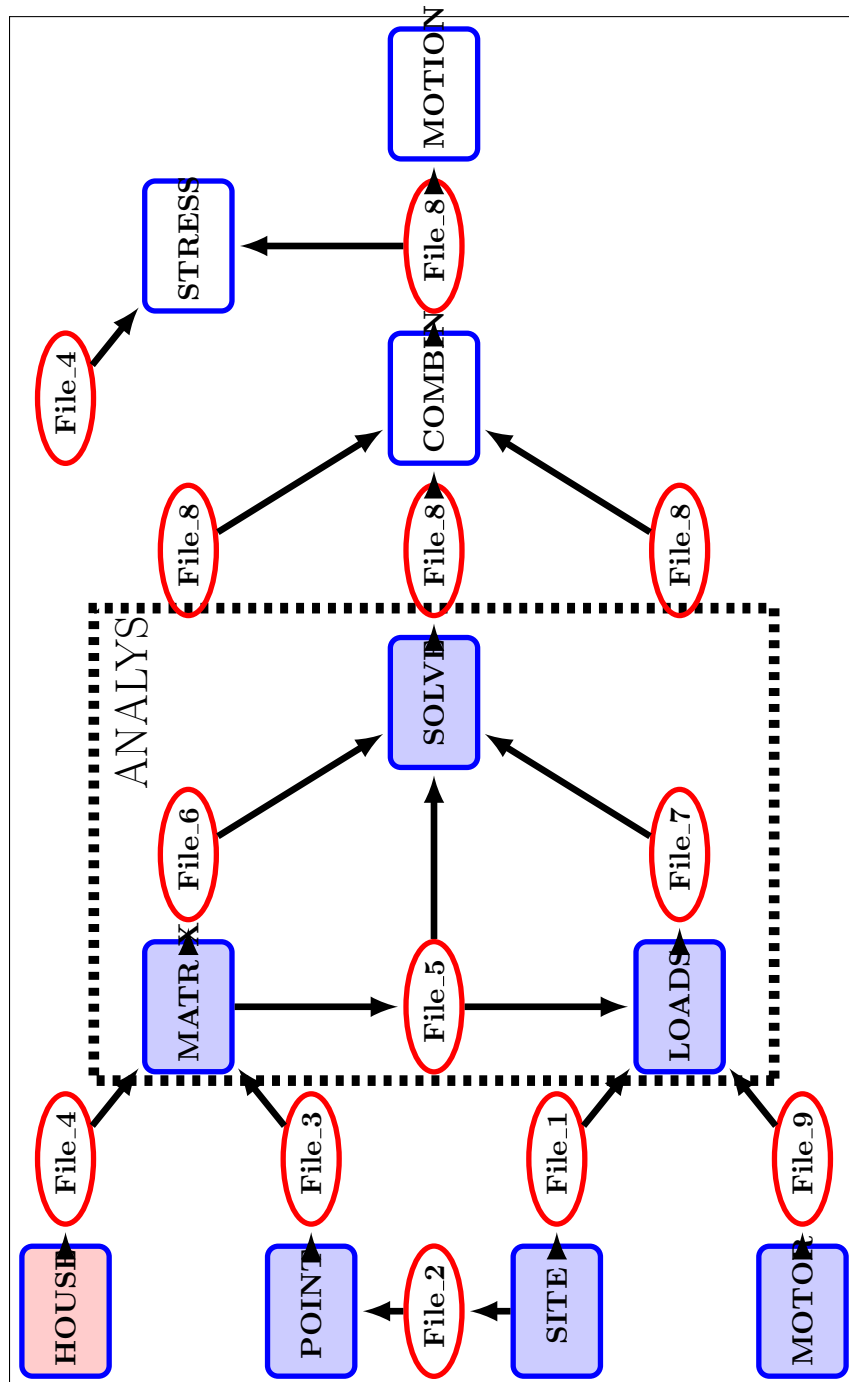 HOUSE
File_4
File_4
ANALYS
MATRIX
File_6
File_8
STRESS
POINT
File_3
File_2
File_5
SOLVE
File_8
COMBIN
File_8
MOTION
SITE
File_1
LOADS
File_7
File_8
MOTOR
File_9